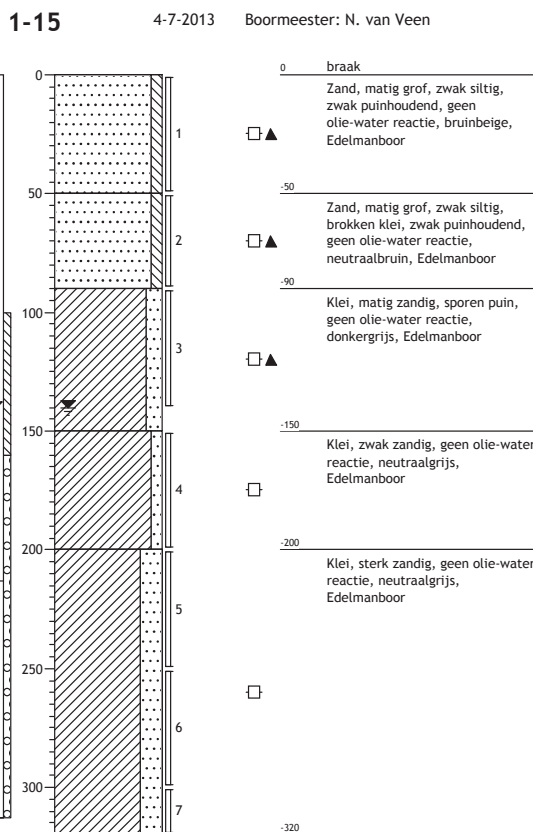 1-15 4-7-2013 Boormeester: N. van Veen
0 0 braak
Zand, matig grof, zwak siltig,
zwak puinhoudend, geen
olie-water reactie, bruinbeige,
Edelmanboor
1
50 -50
Zand, matig grof, zwak siltig,
brokken klei, zwak puinhoudend,
geen olie-water reactie,
neutraalbruin, Edelmanboor
2
-90
100
Klei, matig zandig, sporen puin,
geen olie-water reactie,
donkergrijs, Edelmanboor
3
150 -150
Klei, zwak zandig, geen olie-water
reactie, neutraalgrijs,
Edelmanboor
4
200 -200
Klei, sterk zandig, geen olie-water
reactie, neutraalgrijs,
Edelmanboor
5
250
6
300
7
-320